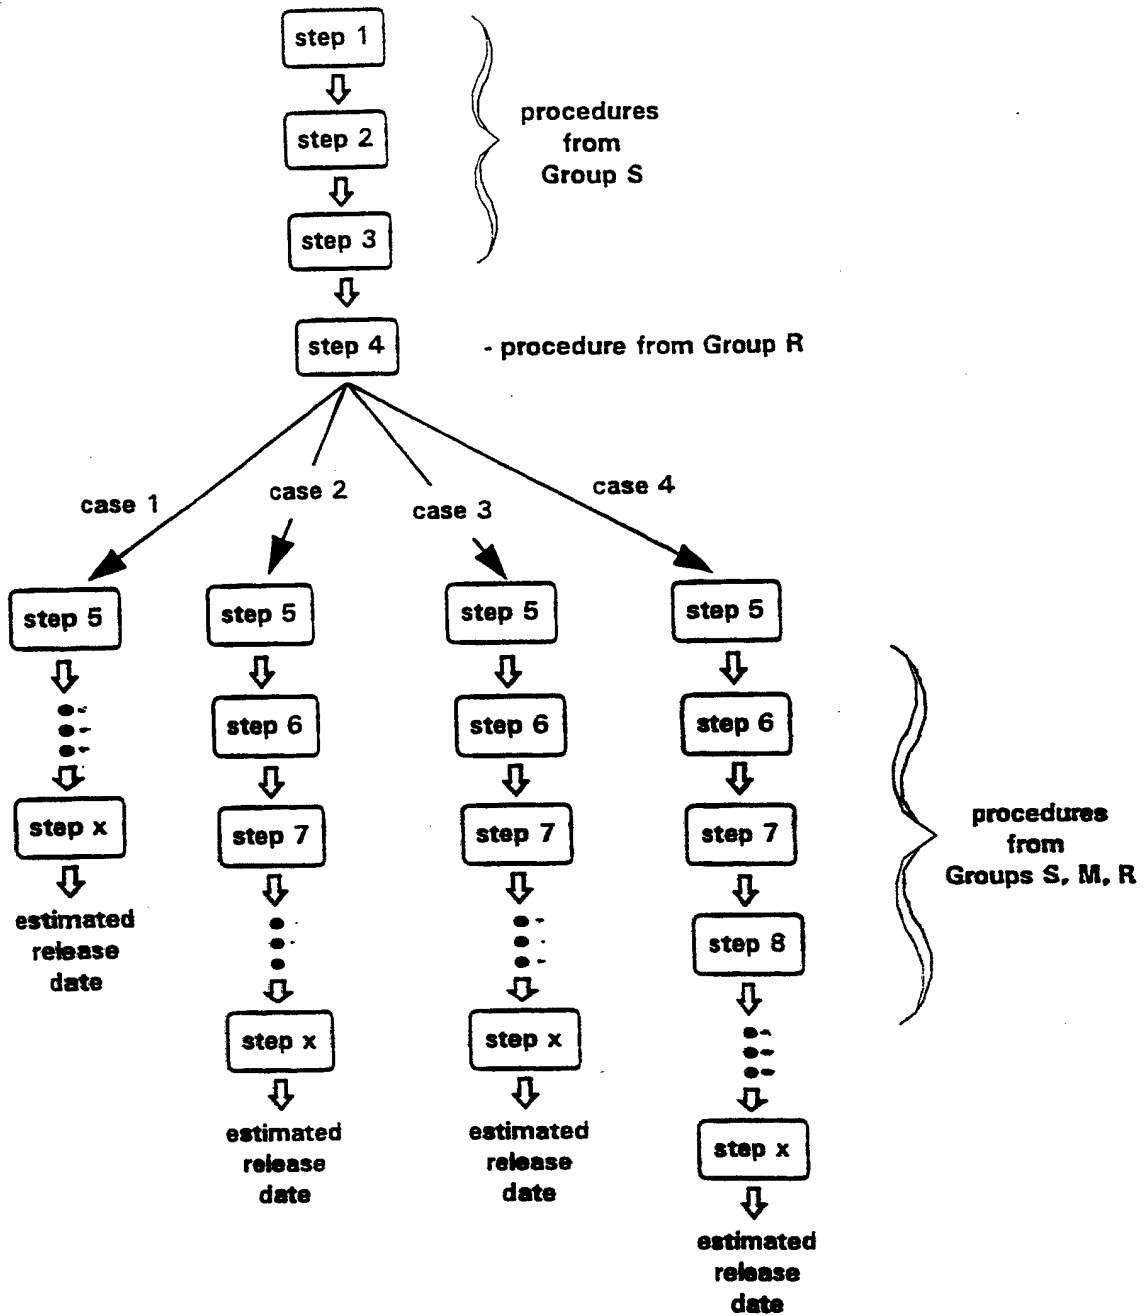 step 1
step 2
procedures
from
Group S
step 3
step 4
- procedure from Group R
case 1
case 2
case 3
case 4
step 5
step x
estimated
release
date
step 5
step 6
step 7
step x
estimated
release
date
step 5
step 6
step 7
step x
estimated
release
date
step 5
step 6
step 7
step 8
step x
estimated
release
date
procedures
from
Groups S, M, R